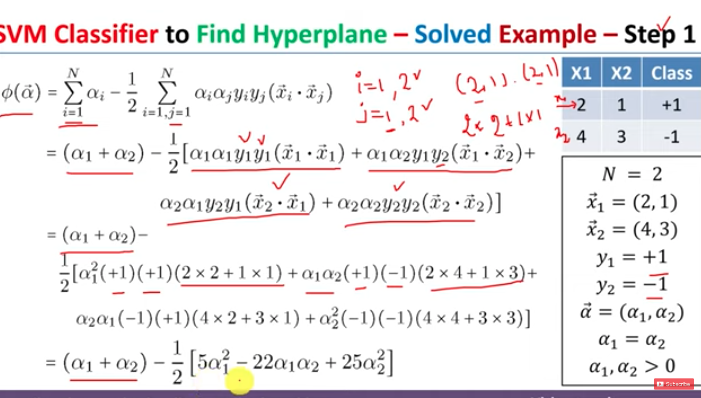 SVM Classifier to Find Hyperplane – Solved Example – Step 1
ϕ(α⃗) = ∑_{i=1}^{N} α_i − 1/2 ∑_{i=1,j=1}^{N} α_i α_j y_i y_j (x⃗_i · x⃗_j)
i=1, 2
j=1, 2
(2,1) . (2,1)
2×2+1×1
= (α₁ + α₂) − 1/2 [α₁α₁y₁y₁(x⃗₁ · x⃗₁) + α₁α₂y₁y₂(x⃗₁ · x⃗₂)+
α₂α₁y₂y₁(x⃗₂ · x⃗₁) + α₂α₂y₂y₂(x⃗₂ · x⃗₂)]
= (α₁ + α₂)−
1/2 [α₁²(+1)(+1)(2 × 2 + 1 × 1) + α₁α₂(+1)(−1)(2 × 4 + 1 × 3)+
α₂α₁(−1)(+1)(4 × 2 + 3 × 1) + α₂²(−1)(−1)(4 × 4 + 3 × 3)]
= (α₁ + α₂) − 1/2 [5α₁² − 22α₁α₂ + 25α₂²]
X1 X2 Class
2 1 +1
x₂ 4 3 -1
N = 2
x⃗₁ = (2, 1)
x⃗₂ = (4, 3)
y₁ = +1
y₂ = −1
α⃗ = (α₁, α₂)
α₁ = α₂
α₁, α₂ > 0
Subscribe